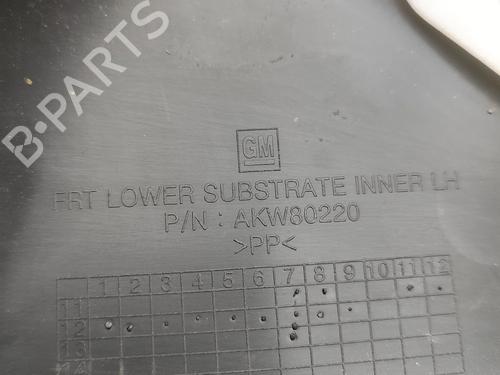 B-PARTS
GM
FRT LOWER SUBSTRATE INNER LH
P/N : AKW80220
>PP<
1 2 3 4 5 6 7 8 9 10 11 12
11
12
13